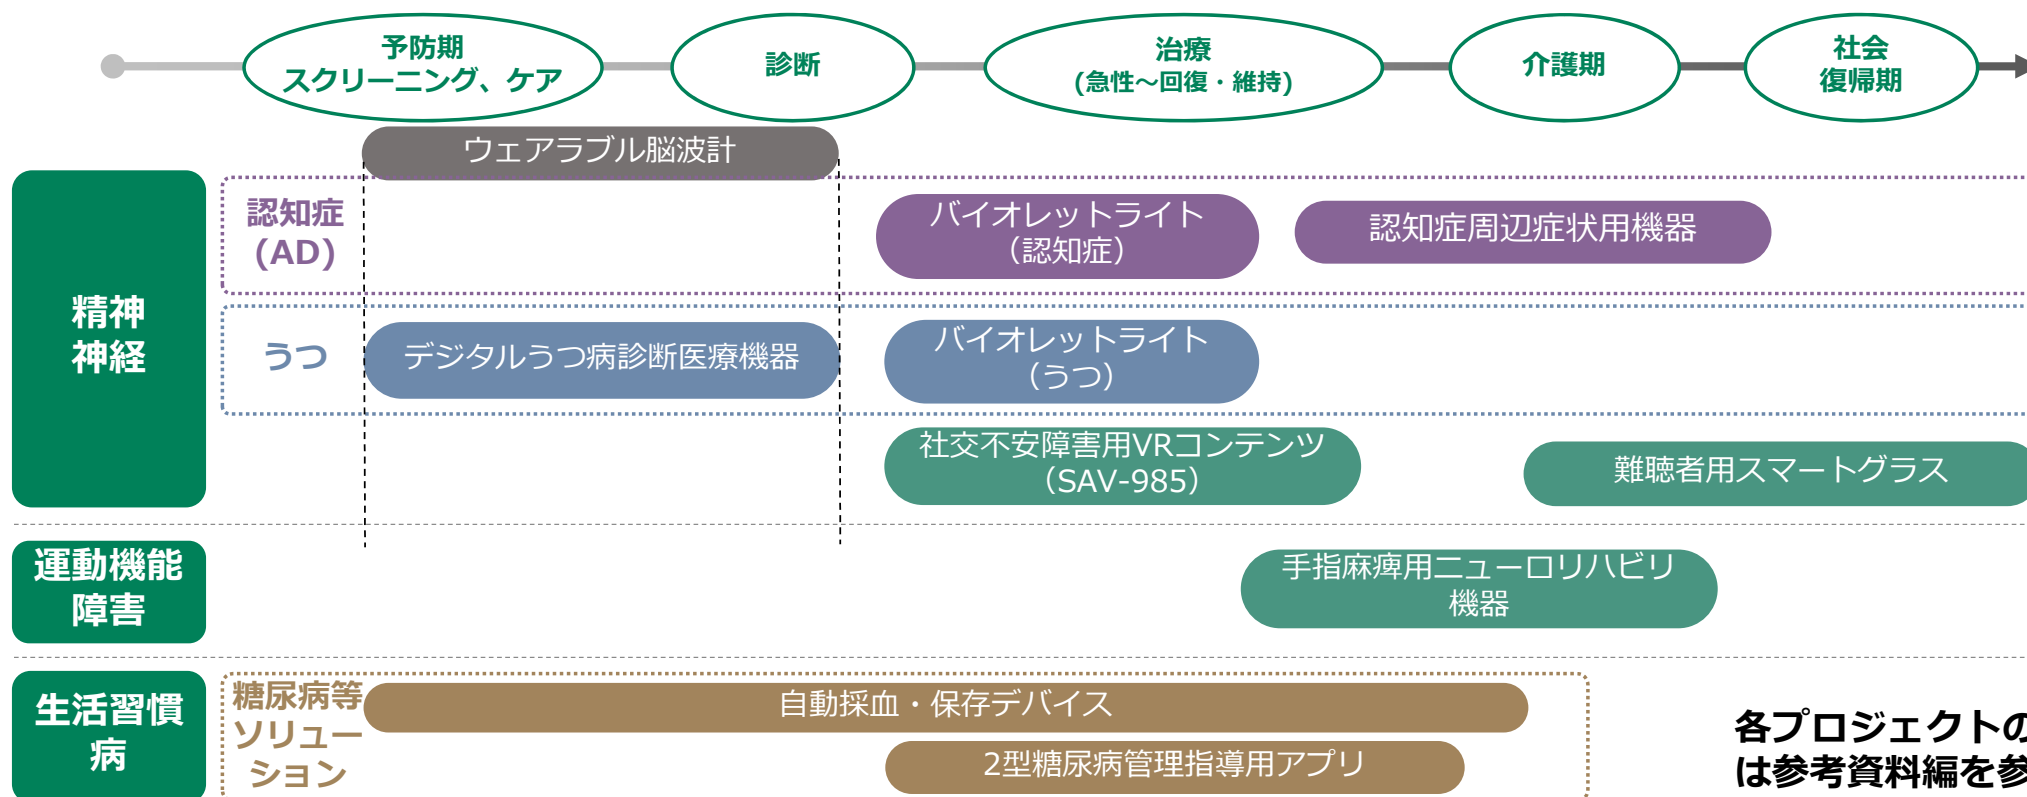 予防期
スクリーニング、ケア
診断
治療
(急性～回復・維持)
介護期
社会
復帰期
ウェアラブル脳波計
精神
神経
認知症
(AD)
バイオレットライト
（認知症）
認知症周辺症状用機器
うつ
デジタルうつ病診断医療機器
バイオレットライト
（うつ）
社交不安障害用VRコンテンツ
（SAV-985）
難聴者用スマートグラス
運動機能
障害
手指麻痺用ニューロリハビリ
機器
生活習慣
病
糖尿病等
ソリュー
ション
自動採血・保存デバイス
2型糖尿病管理指導用アプリ
各プロジェクトの
は参考資料編を参